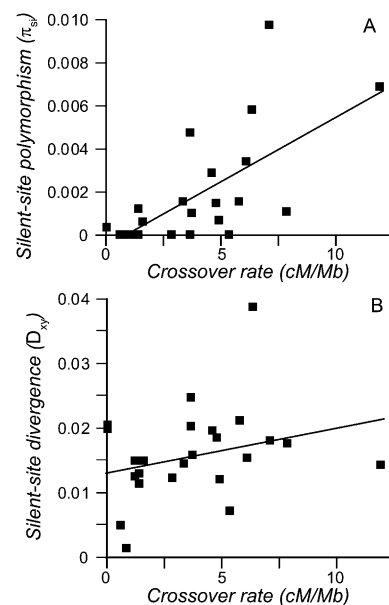 A
Silent-site polymorphism (πsi)
0.010
0.008
0.006
0.004
0.002
0
0 5 10
Crossover rate (cM/Mb)
B
Silent-site divergence (Dxy)
0.04
0.03
0.02
0.01
0
0 5 10
Crossover rate (cM/Mb)